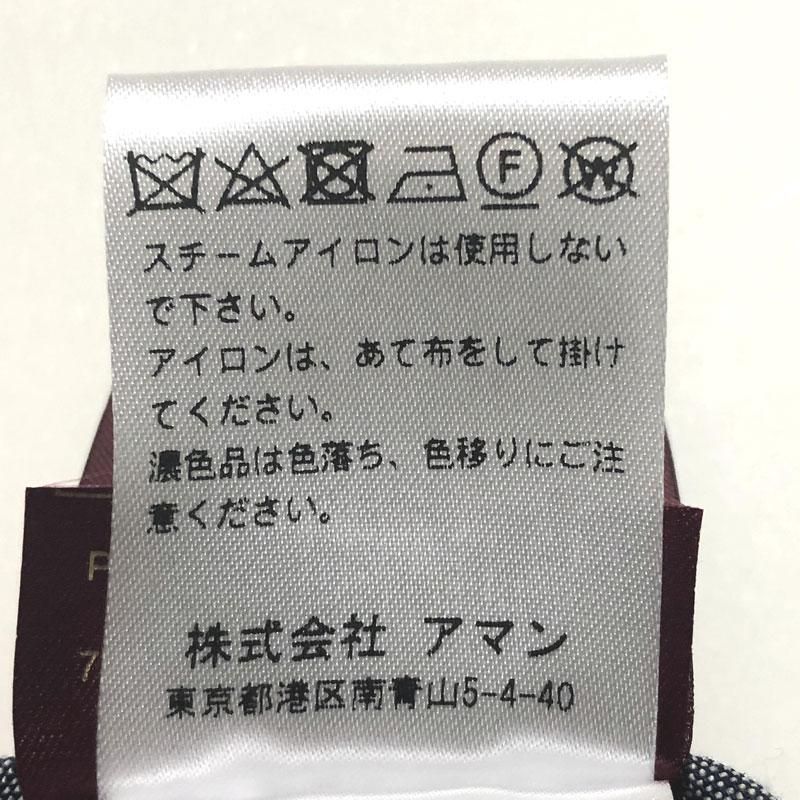 F W
スチームアイロンは使用しない
で下さい。
アイロンは、あて布をして掛け
てください。
濃色品は色落ち、色移りにご注
意ください。
株式会社 アマン
東京都港区南青山5-4-40
P
7